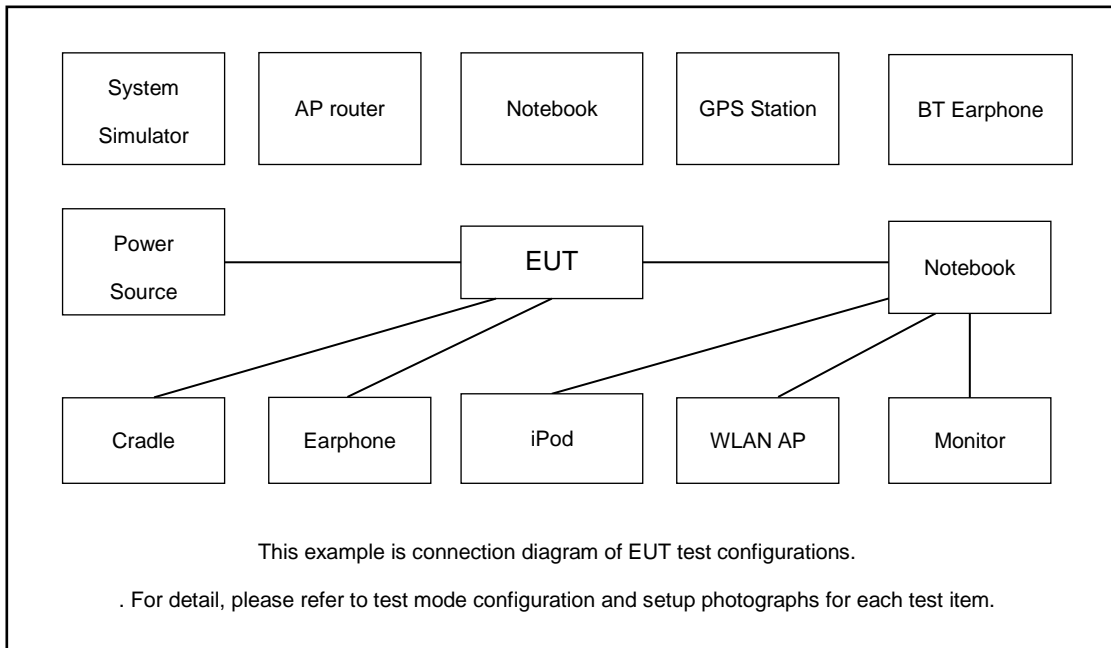 System
Simulator
AP router
Notebook
GPS Station
BT Earphone
Power
Source
EUT
Notebook
Cradle
Earphone
iPod
WLAN AP
Monitor
This example is connection diagram of EUT test configurations.
. For detail, please refer to test mode configuration and setup photographs for each test item.